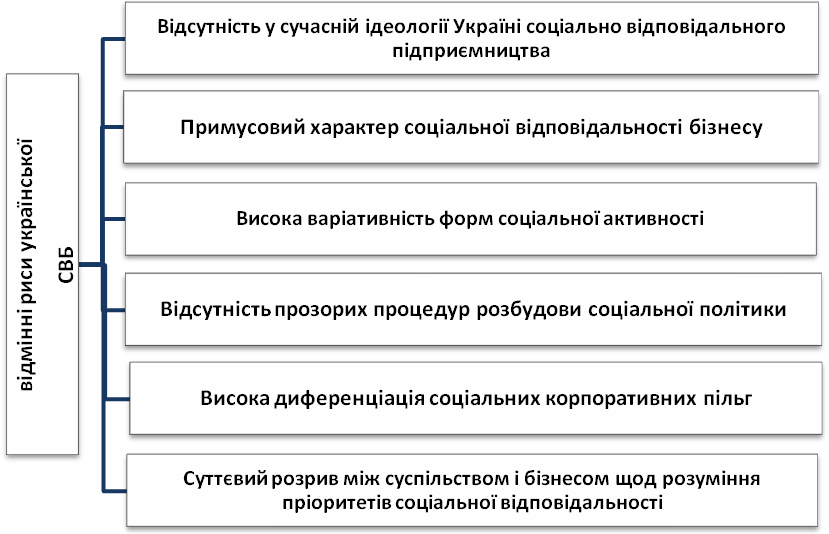 відмінні риси української
СВБ
Відсутність у сучасній ідеології Україні соціально відповідального
підприємництва
Примусовий характер соціальної відповідальності бізнесу
Висока варіативність форм соціальної активності
Відсутність прозорих процедур розбудови соціальної політики
Висока диференціація соціальних корпоративних пільг
Суттєвий розрив між суспільством і бізнесом щод розуміння
пріоритетів соціальної відповідальності